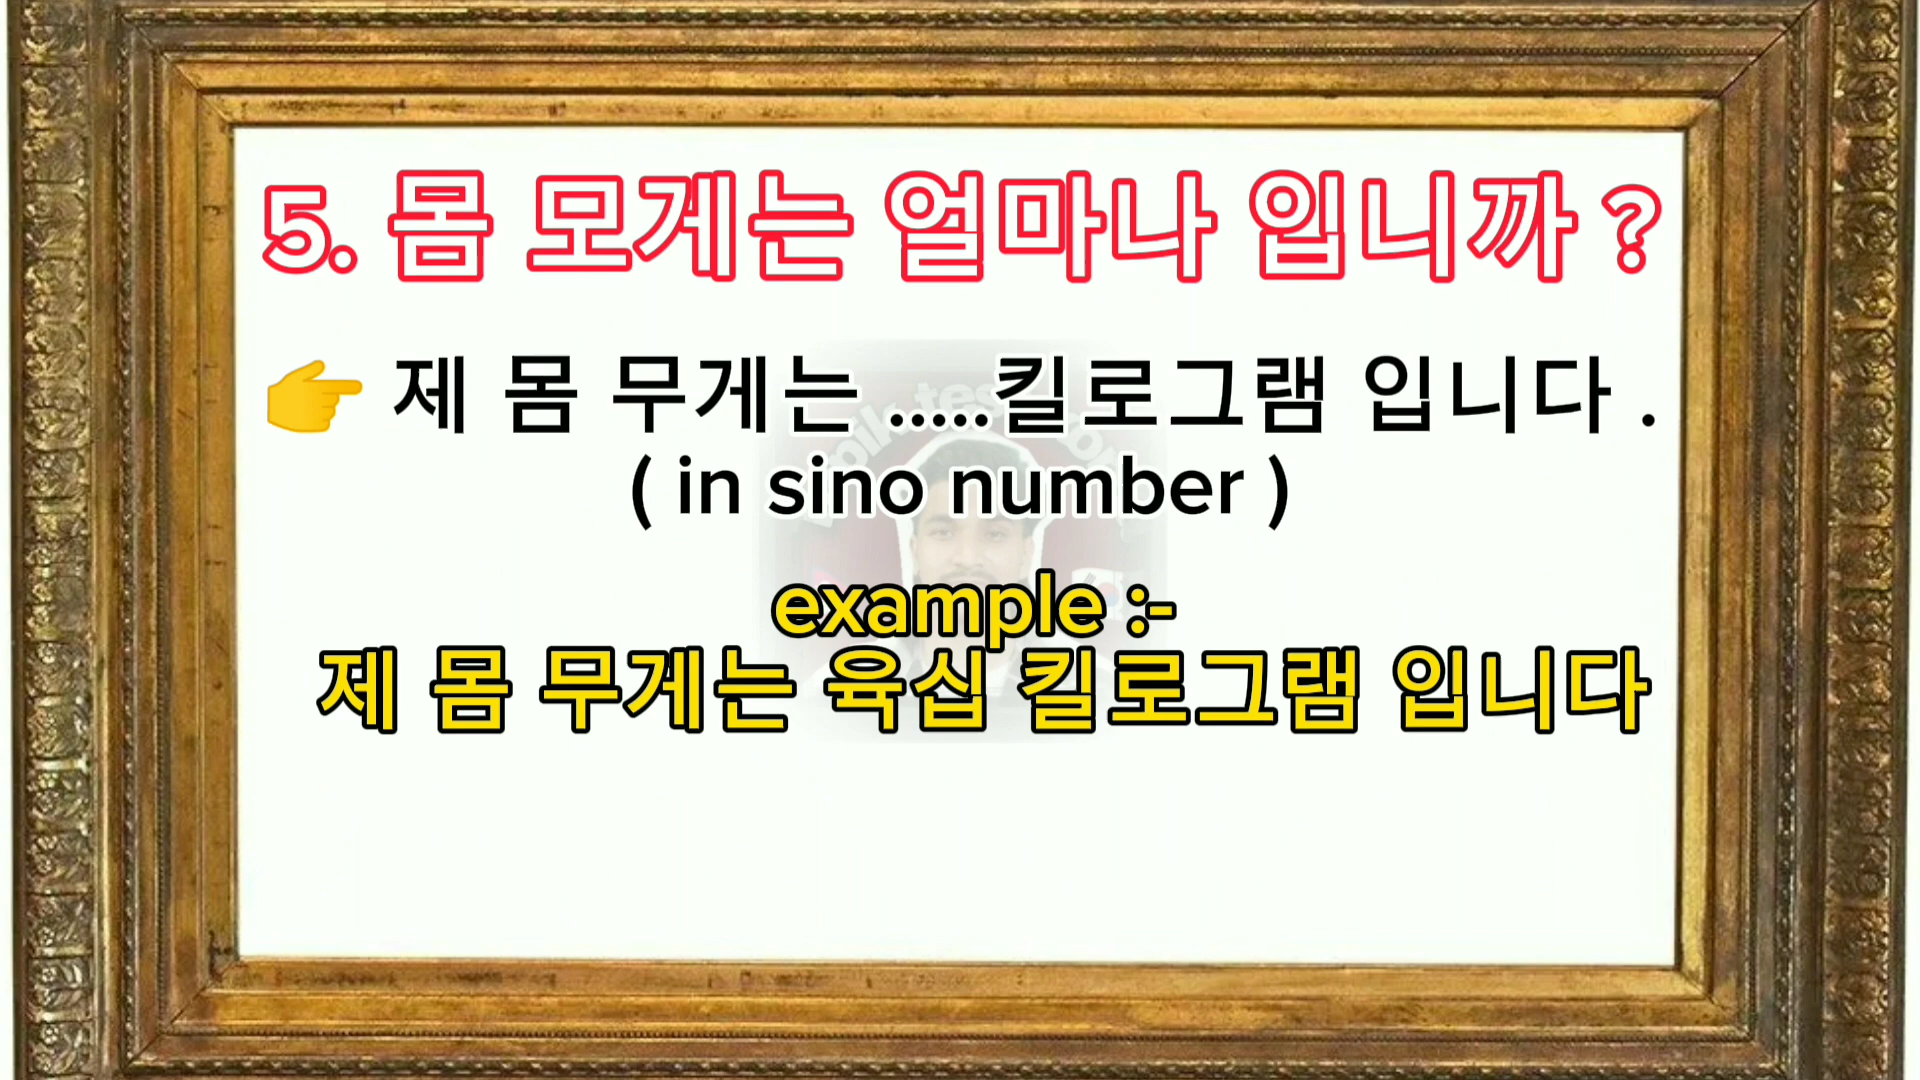 5. 몸 모게는 얼마나 입니까 ?
👉 제 몸 무게는 .....킬로그램 입니다 .
( in sino number )
example :-
제 몸 무게는 육십 킬로그램 입니다